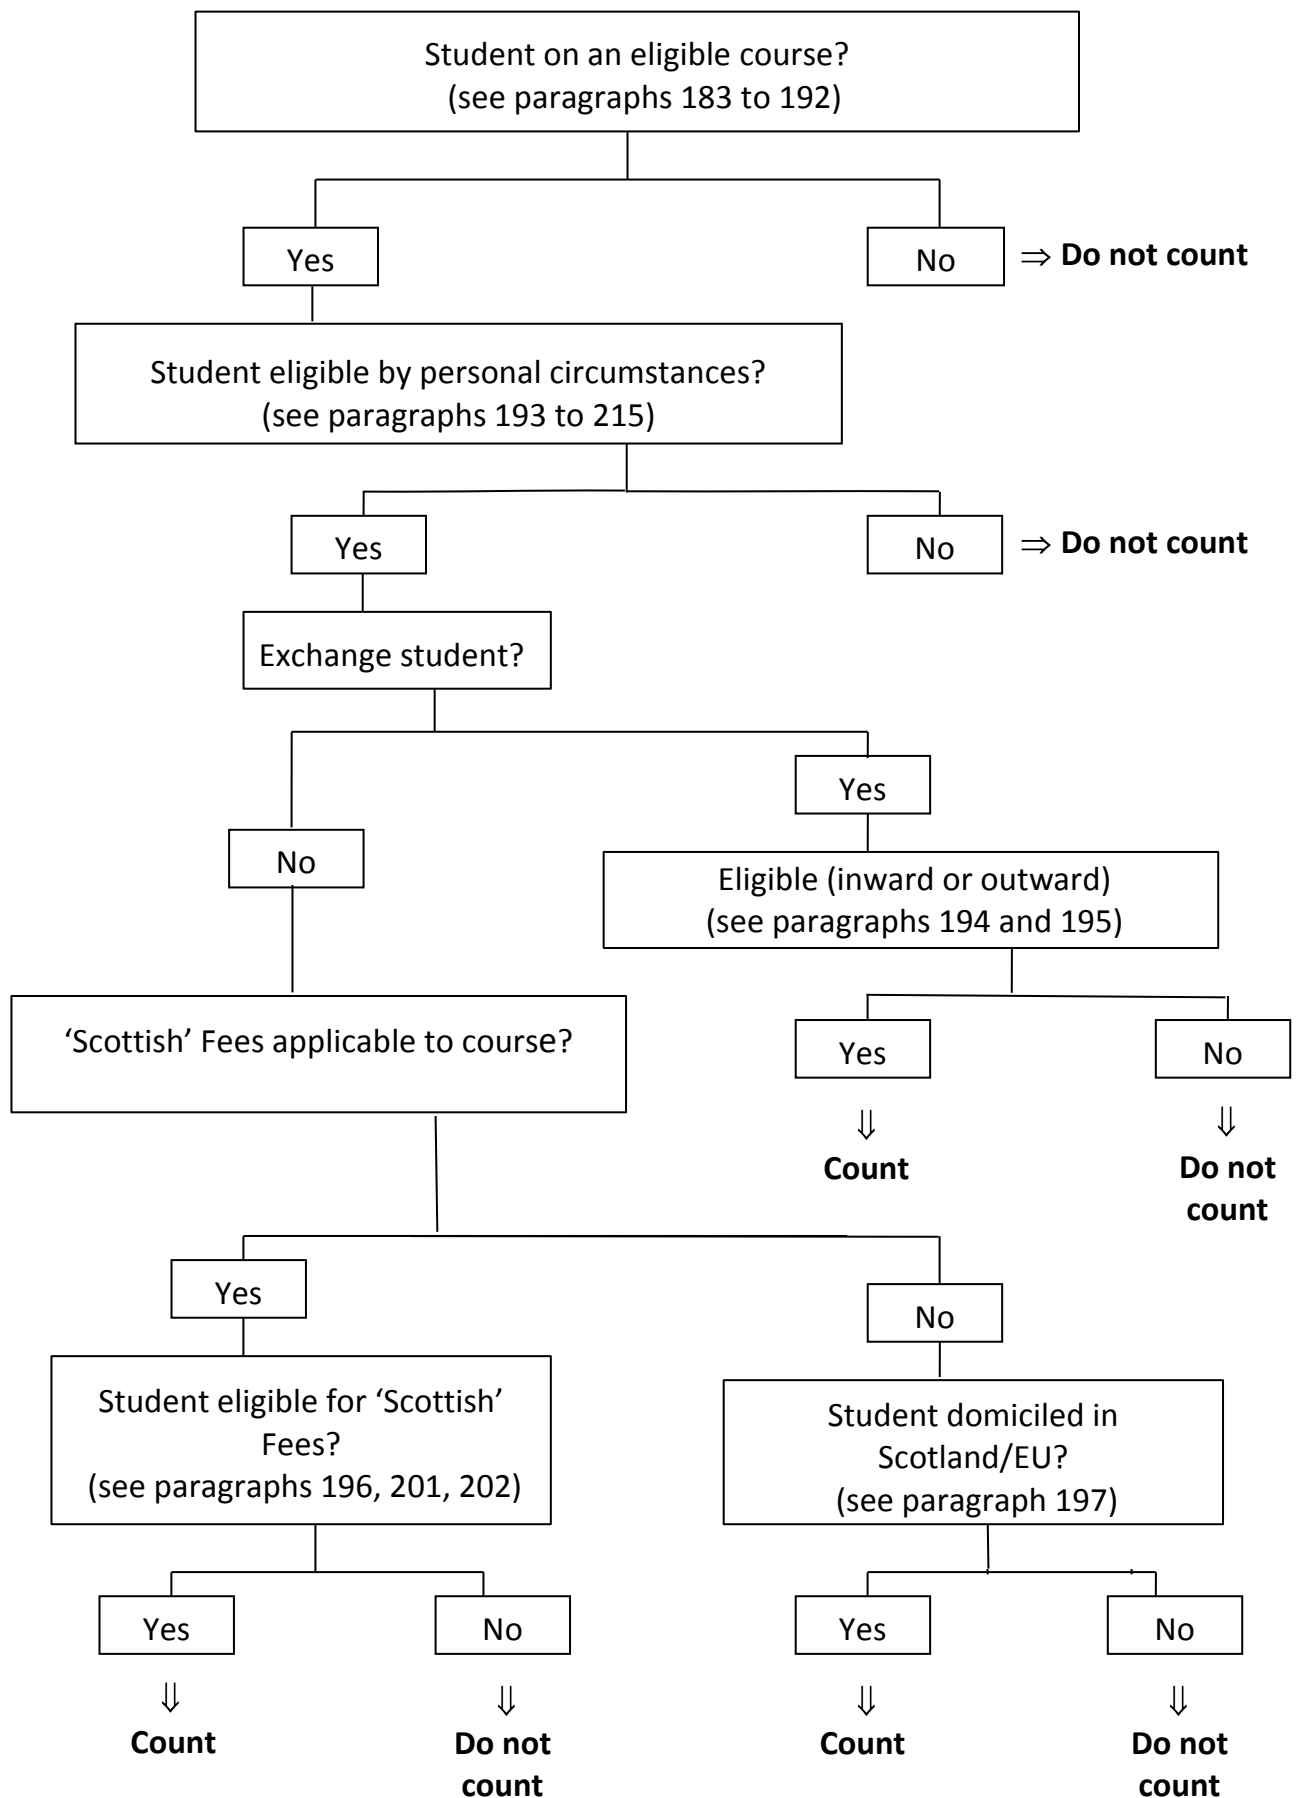 Student on an eligible course?
(see paragraphs 183 to 192)
Yes
No
⇒ Do not count
Student eligible by personal circumstances?
(see paragraphs 193 to 215)
Yes
No
⇒ Do not count
Exchange student?
Yes
No
Eligible (inward or outward)
(see paragraphs 194 and 195)
‘Scottish’ Fees applicable to course?
Yes
No
⇓
⇓
Count
Do not
count
Yes
No
Student eligible for ‘Scottish’
Fees?
(see paragraphs 196, 201, 202)
Student domiciled in
Scotland/EU?
(see paragraph 197)
Yes
No
Yes
No
⇓
⇓
⇓
⇓
Count
Do not
count
Count
Do not
count